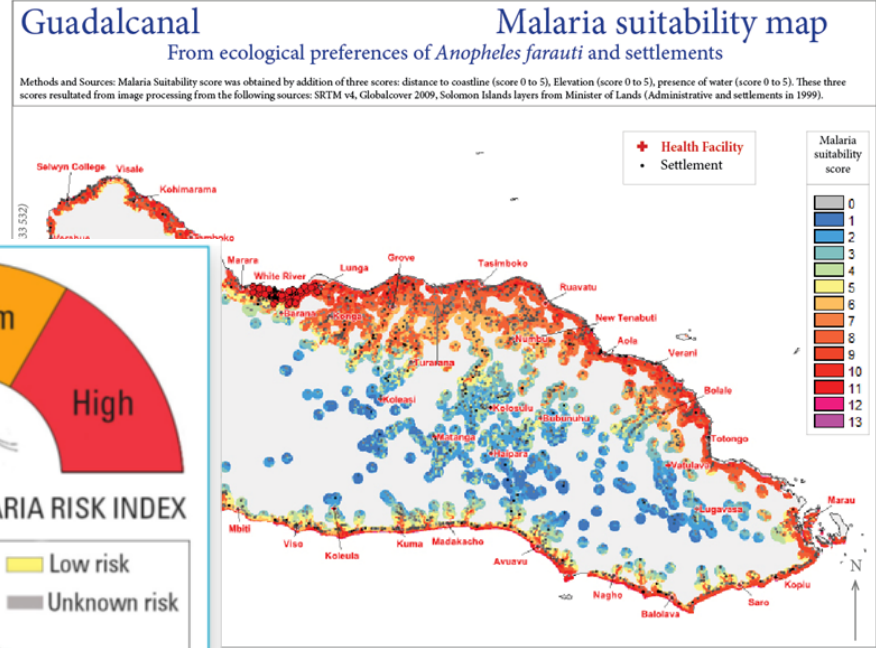 Guadalcanal
Malaria suitability map
From ecological preferences of Anopheles farauti and settlements
Methods and Sources: Malaria Suitability score was obtained by addition of three scores: distance to coastline (score 0 to 5), Elevation (score 0 to 5), presence of water (score 0 to 5). These three
scores resultated from image processing from the following sources: SRTM v4, Globalcover 2009, Solomon Islands layers from Minister of Lands (Administrative and settlements in 1999).
Health Facility
Settlement
Malaria
suitability
score
0
1
2
3
4
5
6
7
8
9
10
11
12
13
Selwyn College
Visale
Kohimarama
33 532)
Marara
White River
Lunga
Grove
Tasimboko
Ruavatu
Barana
Konga
New Tenabuti
Numbu
Aola
Verani
Turarana
Bolale
Koleasi
Kolosulu
Bubunuhu
Matanga
Totongo
Haipara
Vatulava
Lugavasa
Marau
Mbiti
Viso
Koleula
Kuma
Madakacho
Avuavu
Nagho
Balolava
Saro
Kopiu
N
m
High
ARIA RISK INDEX
Low risk
Unknown risk